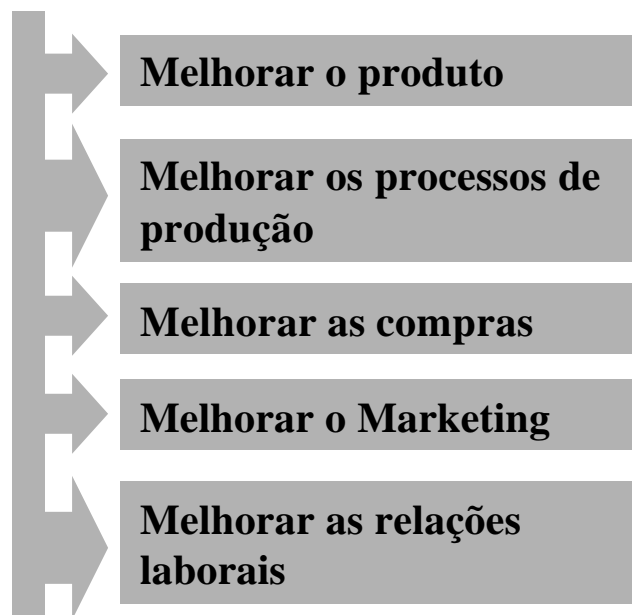 Melhorar o produto
Melhorar os processos de
produção
Melhorar as compras
Melhorar o Marketing
Melhorar as relações
laborais